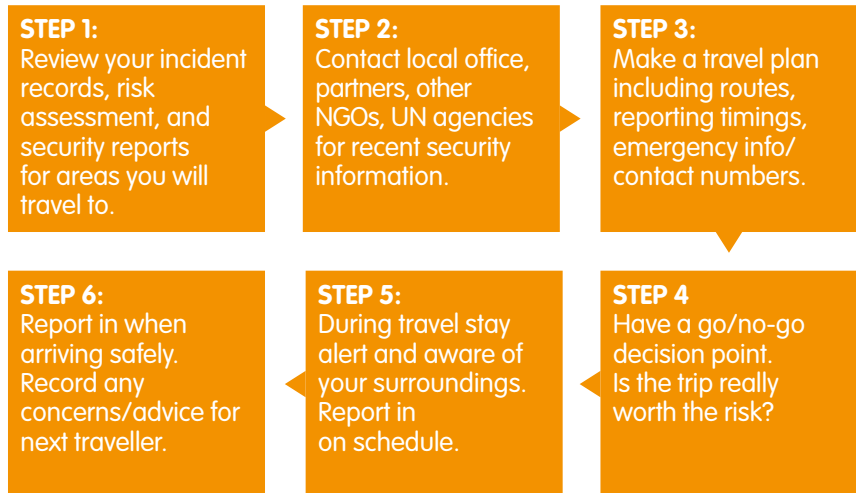 STEP 1:
Review your incident
records, risk
assessment, and
security reports
for areas you will
travel to.
STEP 2:
Contact local office,
partners, other
NGOs, UN agencies
for recent security
information.
STEP 3:
Make a travel plan
including routes,
reporting timings,
emergency info/
contact numbers.
STEP 4
Have a go/no-go
decision point.
Is the trip really
worth the risk?
STEP 5:
During travel stay
alert and aware of
your surroundings.
Report in
on schedule.
STEP 6:
Report in when
arriving safely.
Record any
concerns/advice for
next traveller.